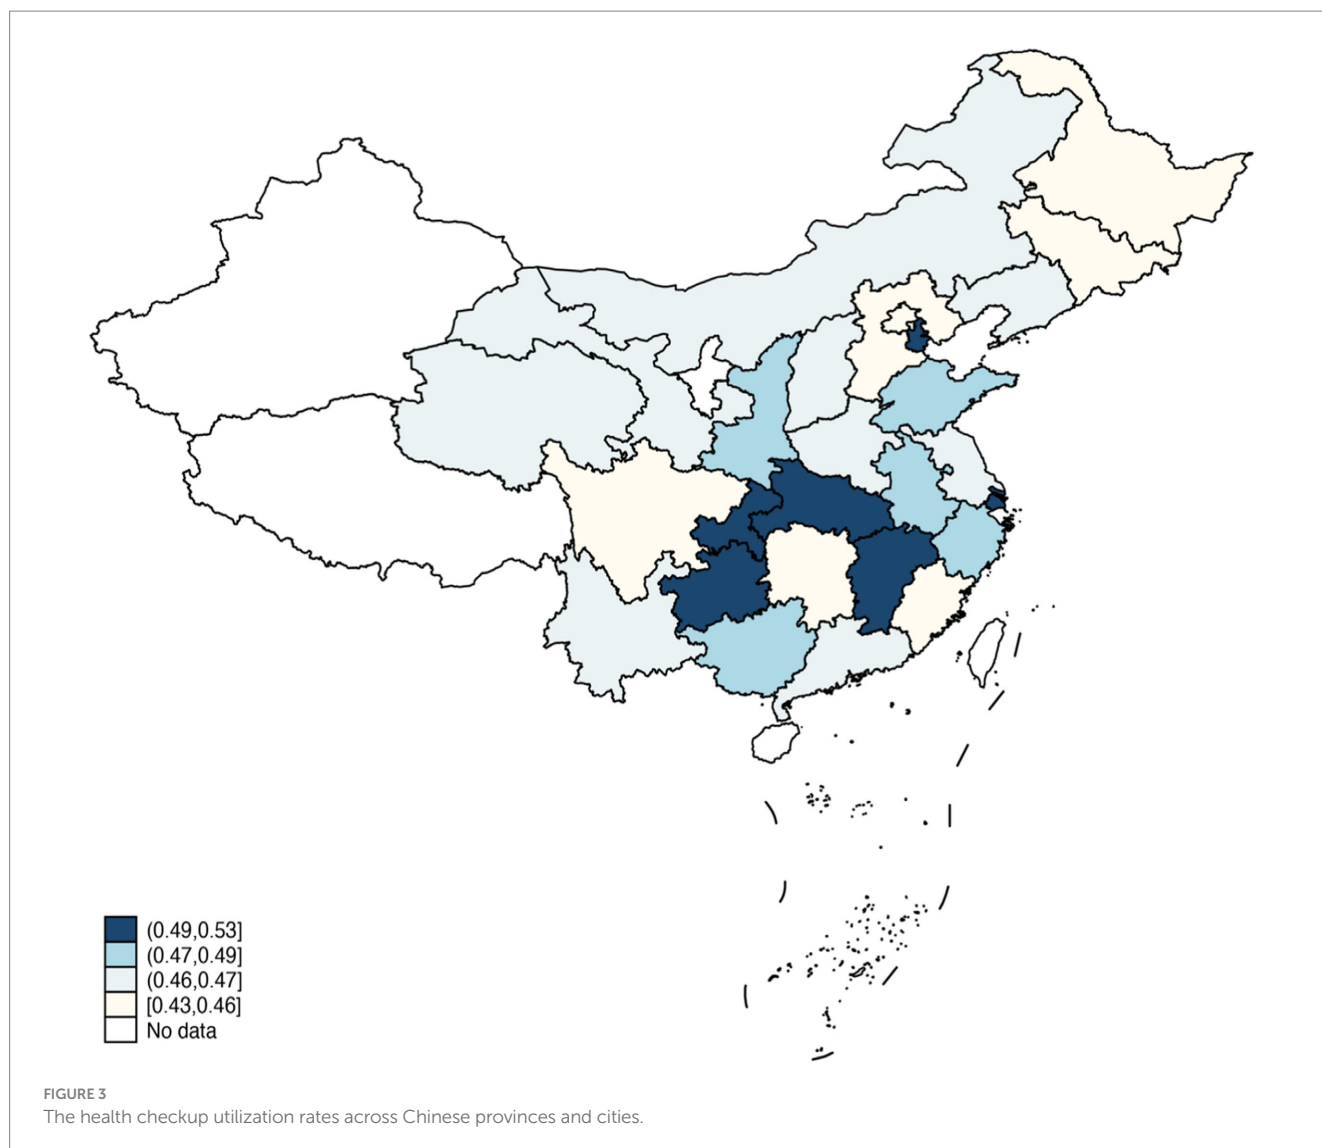 (0.49,0.53]
(0.47,0.49]
(0.46,0.47]
[0.43,0.46]
No data
FIGURE 3
The health checkup utilization rates across Chinese provinces and cities.